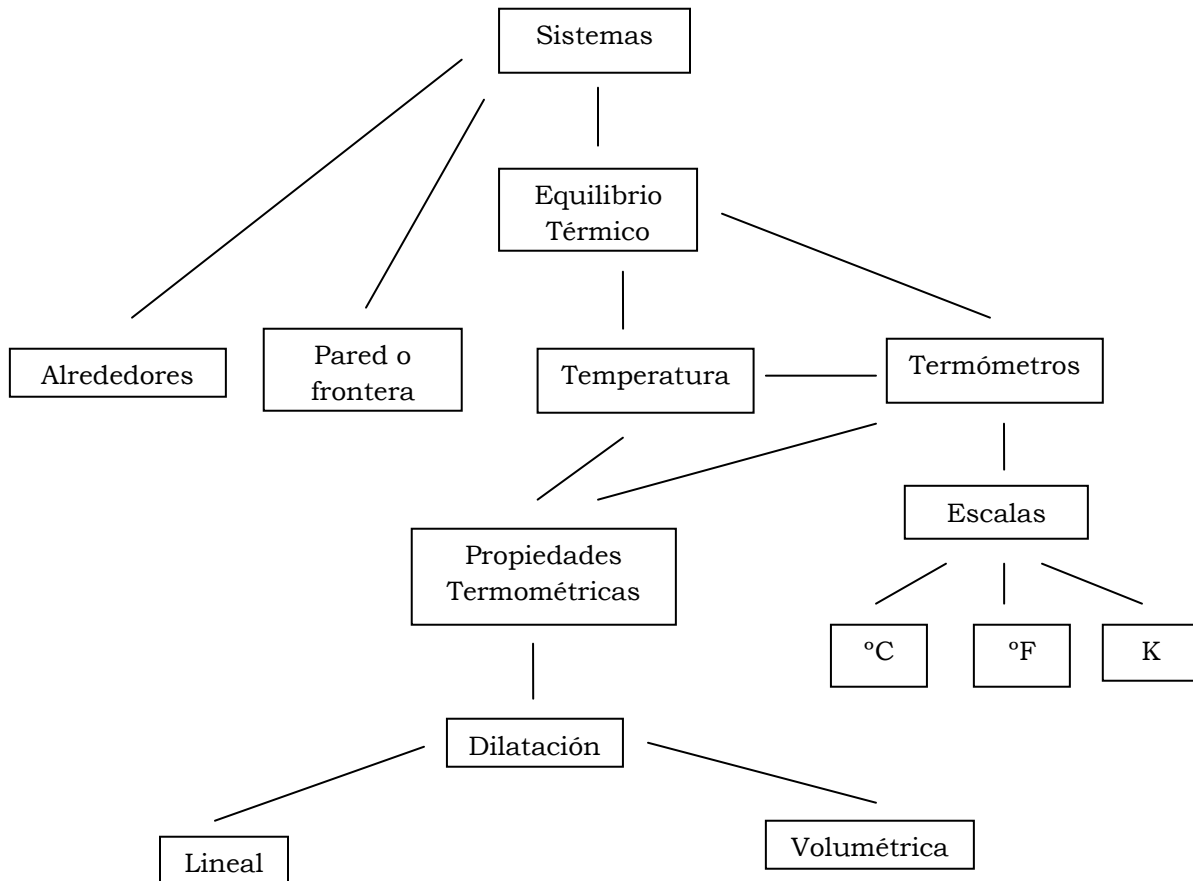 Sistemas
Equilibrio
Térmico
Alrededores
Pared o
frontera
Temperatura
Termómetros
Escalas
Propiedades
Termométricas
ºC
ºF
K
Dilatación
Lineal
Volumétrica